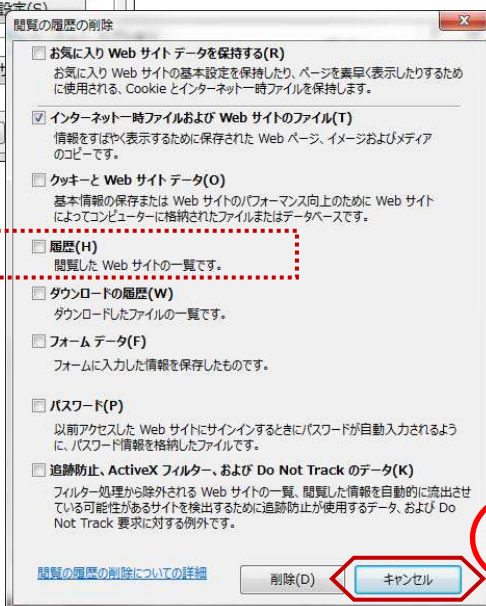 設定(S)
閲覧の履歴の削除
お気に入り Web サイト データを保持する(R)
お気に入り Web サイトの基本設定を保持したり、ページを素早く表示したりするため
に使用される、Cookie とインターネット一時ファイルを保持します。
インターネット一時ファイルおよび Web サイトのファイル(T)
情報をすばやく表示するために保存された Web ページ、イメージおよびメディア
のコピーです。
クッキーと Web サイト データ(O)
基本情報の保存または Web サイトのパフォーマンス向上のために Web サイト
によってコンピューターに格納されたファイルまたはデータベースです。
履歴(H)
閲覧した Web サイトの一覧です。
ダウンロードの履歴(W)
ダウンロードしたファイルの一覧です。
フォーム データ(F)
フォームに入力した情報を保存したものです。
パスワード(P)
以前アクセスした Web サイトにサインインするときにパスワードが自動入力されるよう
に、パスワード情報を格納したファイルです。
追跡防止、ActiveX フィルター、および Do Not Track のデータ(K)
フィルター処理から除外される Web サイトの一覧、閲覧した情報を自動的に流出させ
ている可能性があるサイトを検出するために追跡防止が使用するデータ、および Do
Not Track 要求に対する例外です。
閲覧の履歴の削除についての詳細
削除(D)
キャンセル